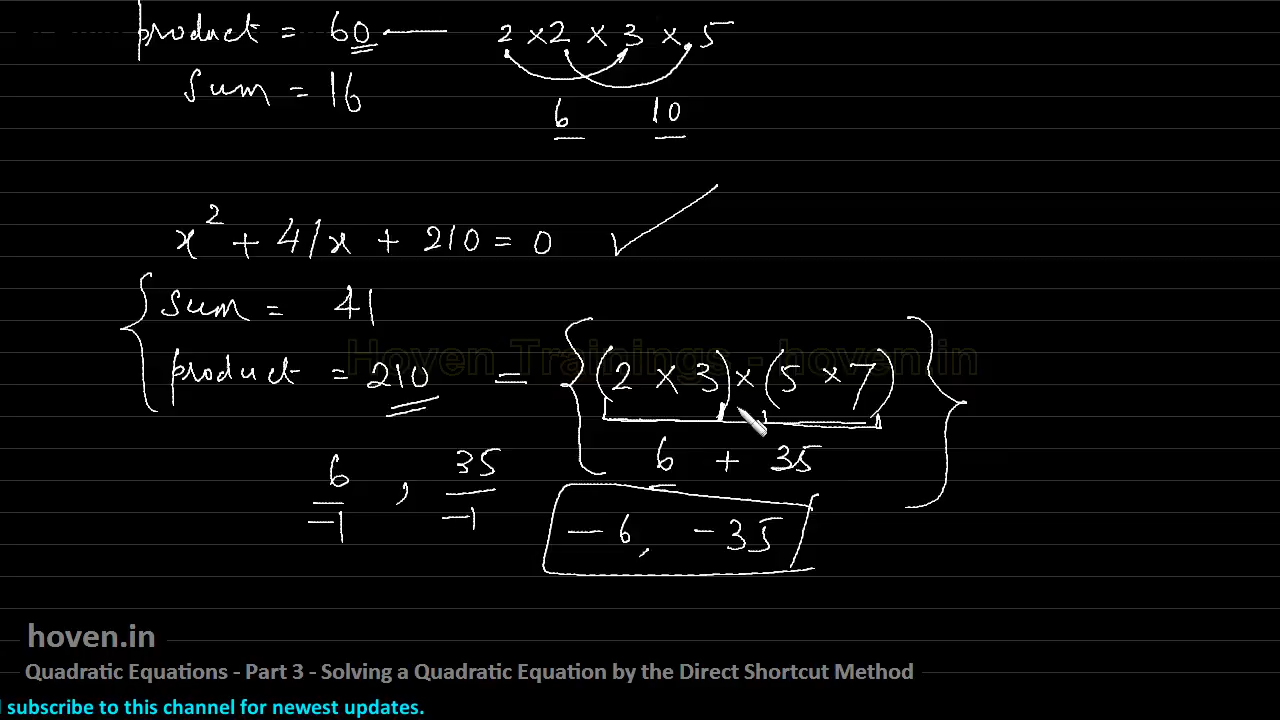 product = 60 — 2 × 2 × 3 × 5
sum = 16
6 10
x² + 41x + 210 = 0 ✓
sum = 41
Hoven Trainings - hoven.in
product = 210 = { (2 × 3) × (5 × 7) }
6 + 35
6/-1 , 35/-1
-6, -35
hoven.in
Quadratic Equations - Part 3 - Solving a Quadratic Equation by the Direct Shortcut Method
subscribe to this channel for newest updates.